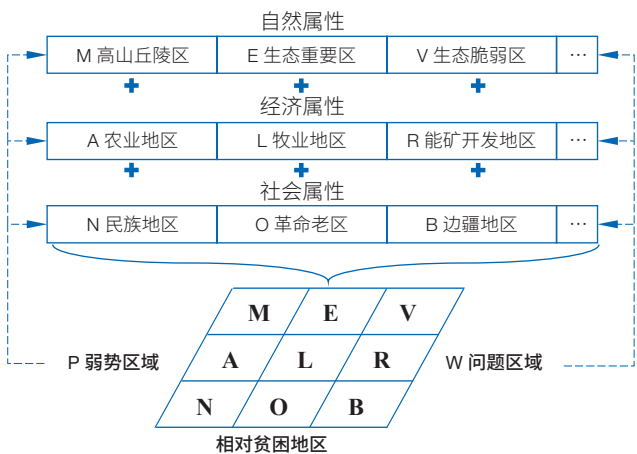 自然属性
M 高山丘陵区 E 生态重要区 V 生态脆弱区 …
+ + +
经济属性
A 农业地区 L 牧业地区 R 能矿开发地区 …
+ + +
社会属性
N 民族地区 O 革命老区 B 边疆地区 …
M E V
P 弱势区域 A L R W 问题区域
N O B
相对贫困地区